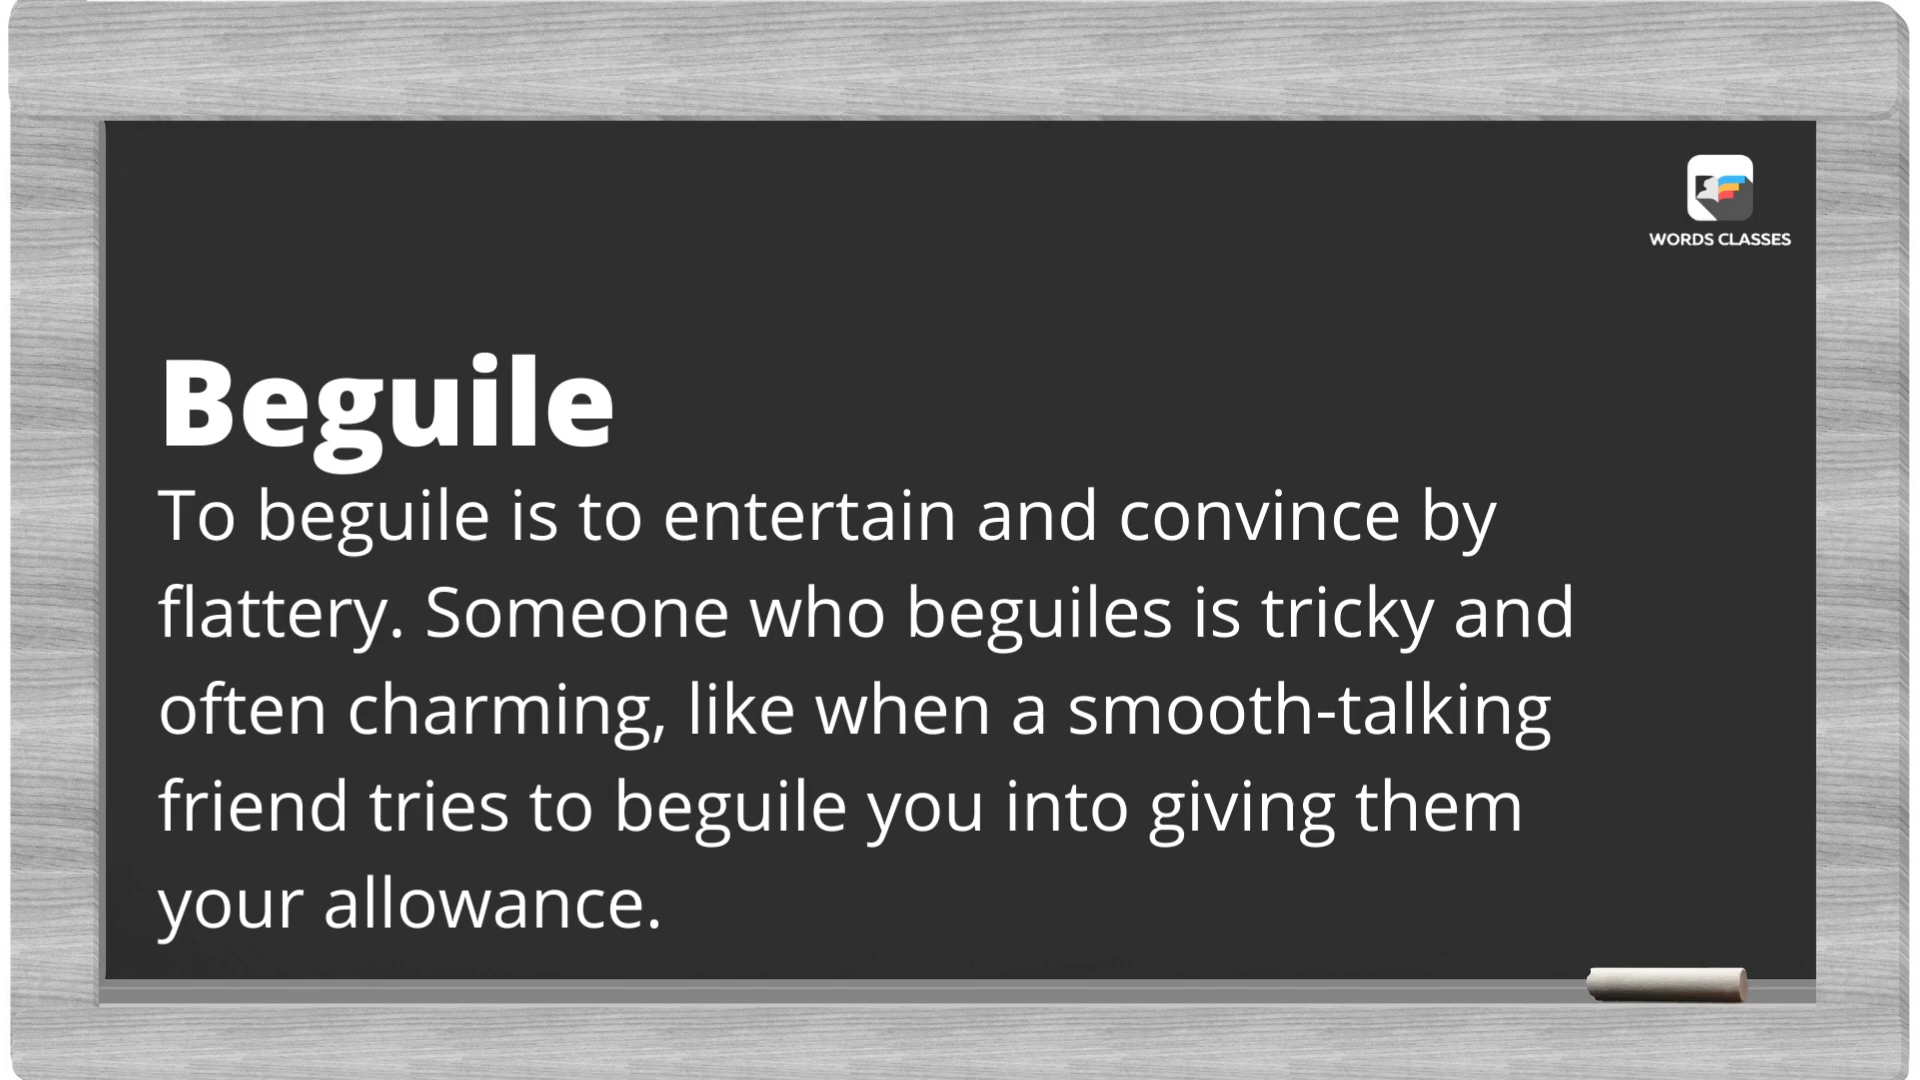 WORDS CLASSES
Beguile
To beguile is to entertain and convince by
flattery. Someone who beguiles is tricky and
often charming, like when a smooth-talking
friend tries to beguile you into giving them
your allowance.